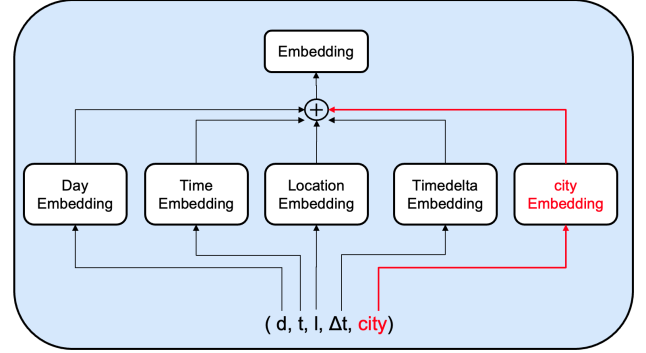 Embedding
+
Day
Embedding
Time
Embedding
Location
Embedding
Timedelta
Embedding
city
Embedding
( d, t, l, Δt, city)